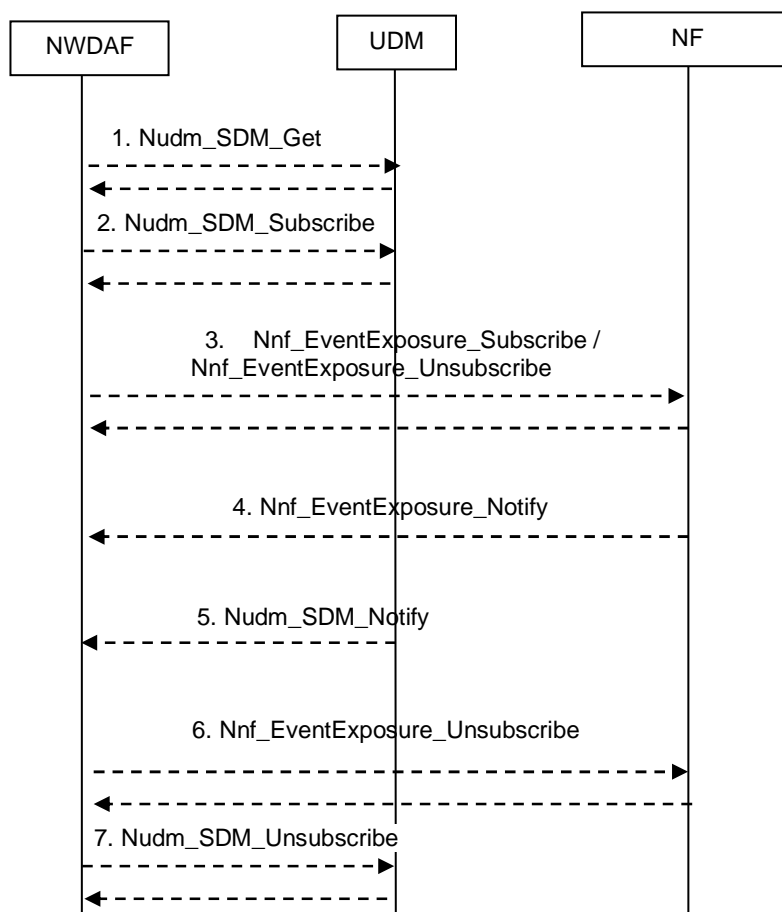 NWDAF
UDM
NF
1. Nudm_SDM_Get
2. Nudm_SDM_Subscribe
3. Nnf_EventExposure_Subscribe /
Nnf_EventExposure_Unsubscribe
4. Nnf_EventExposure_Notify
5. Nudm_SDM_Notify
6. Nnf_EventExposure_Unsubscribe
7. Nudm_SDM_Unsubscribe